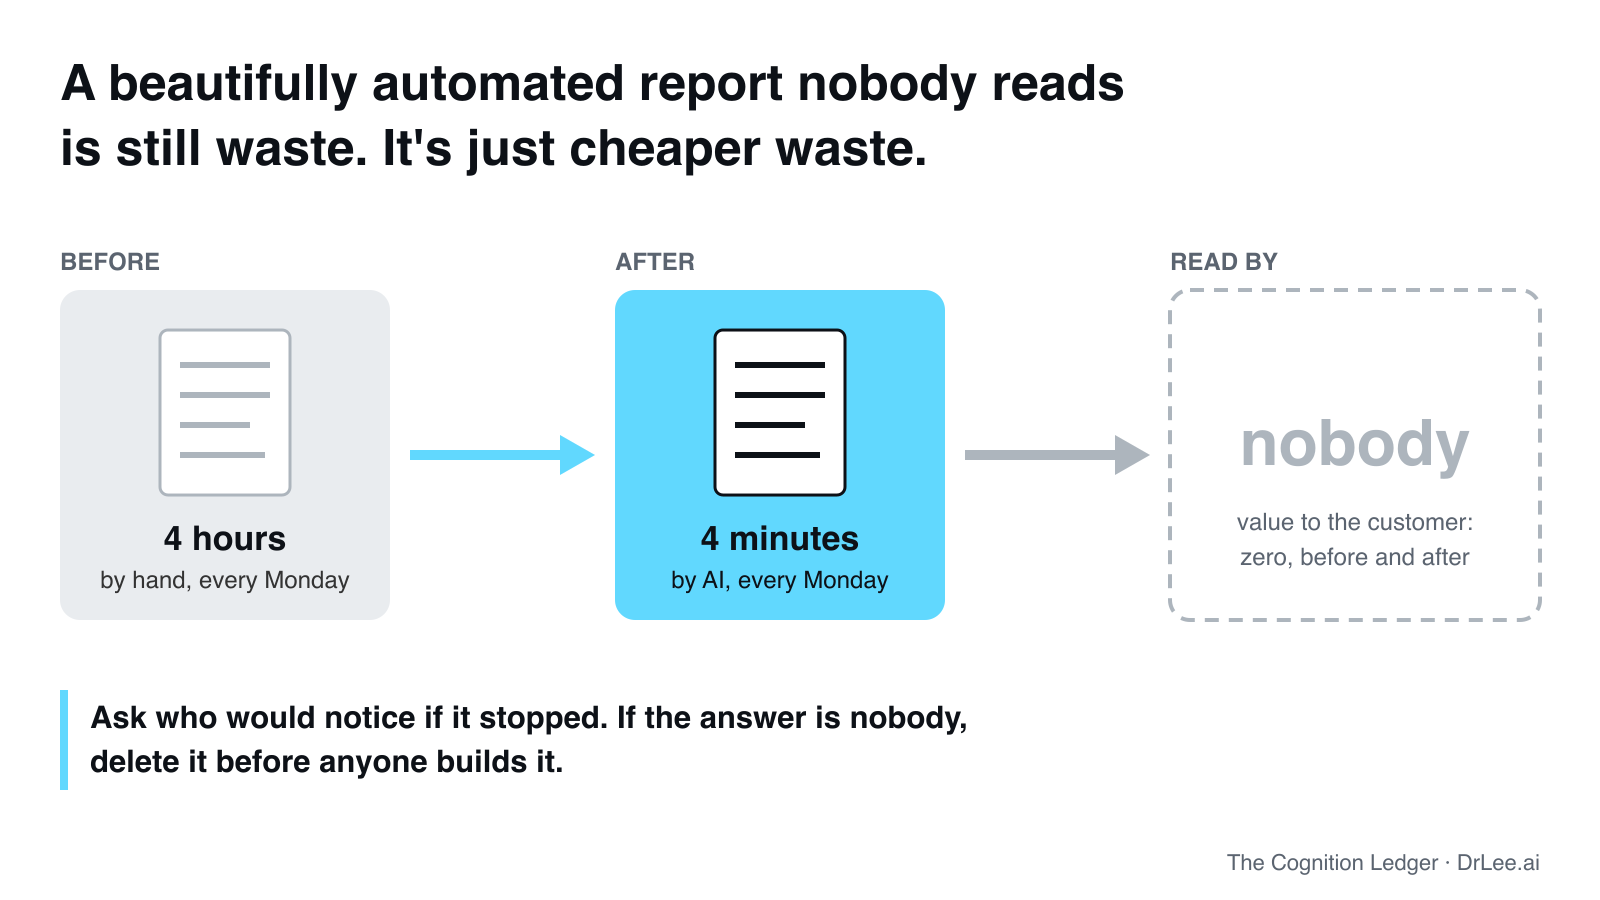 A beautifully automated report nobody reads
is still waste. It's just cheaper waste.
BEFORE
4 hours
by hand, every Monday
AFTER
4 minutes
by AI, every Monday
READ BY
nobody
value to the customer:
zero, before and after
Ask who would notice if it stopped. If the answer is nobody,
delete it before anyone builds it.
The Cognition Ledger · DrLee.ai